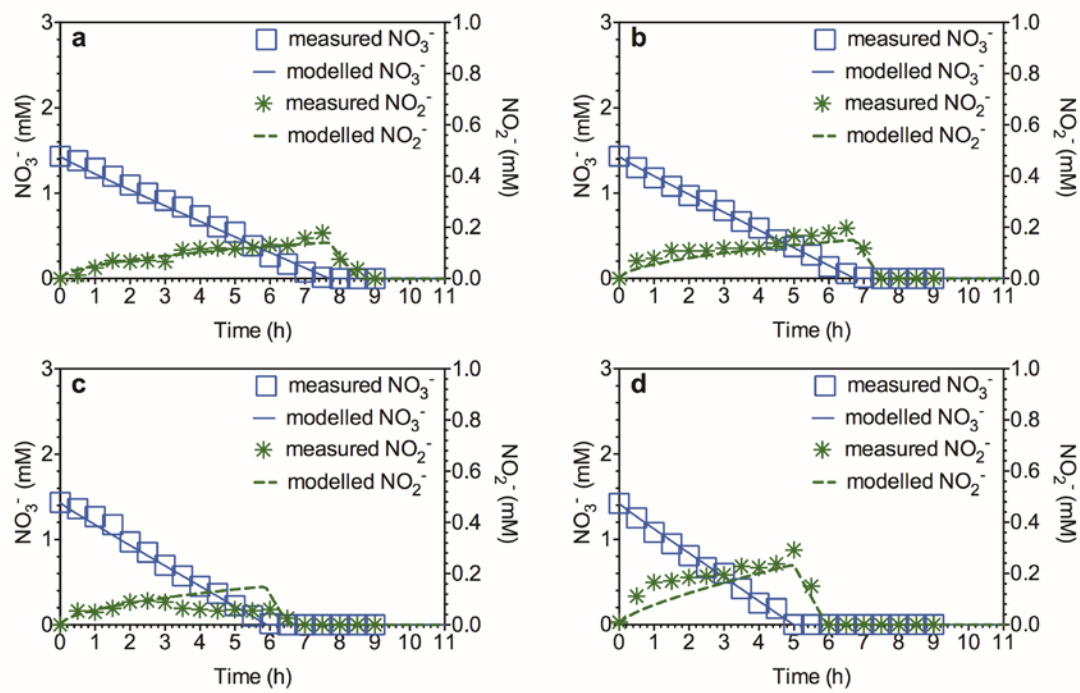 a
measured NO₃⁻
modelled NO₃⁻
measured NO₂⁻
modelled NO₂⁻
3
2
1
0
NO₃⁻ (mM)
1.0
0.8
0.6
0.4
0.2
0.0
NO₂⁻ (mM)
0 1 2 3 4 5 6 7 8 9 10 11
Time (h)
b
measured NO₃⁻
modelled NO₃⁻
measured NO₂⁻
modelled NO₂⁻
3
2
1
0
NO₃⁻ (mM)
1.0
0.8
0.6
0.4
0.2
0.0
NO₂⁻ (mM)
0 1 2 3 4 5 6 7 8 9 10 11
Time (h)
c
measured NO₃⁻
modelled NO₃⁻
measured NO₂⁻
modelled NO₂⁻
3
2
1
0
NO₃⁻ (mM)
1.0
0.8
0.6
0.4
0.2
0.0
NO₂⁻ (mM)
0 1 2 3 4 5 6 7 8 9 10 11
Time (h)
d
measured NO₃⁻
modelled NO₃⁻
measured NO₂⁻
modelled NO₂⁻
3
2
1
0
NO₃⁻ (mM)
1.0
0.8
0.6
0.4
0.2
0.0
NO₂⁻ (mM)
0 1 2 3 4 5 6 7 8 9 10 11
Time (h)